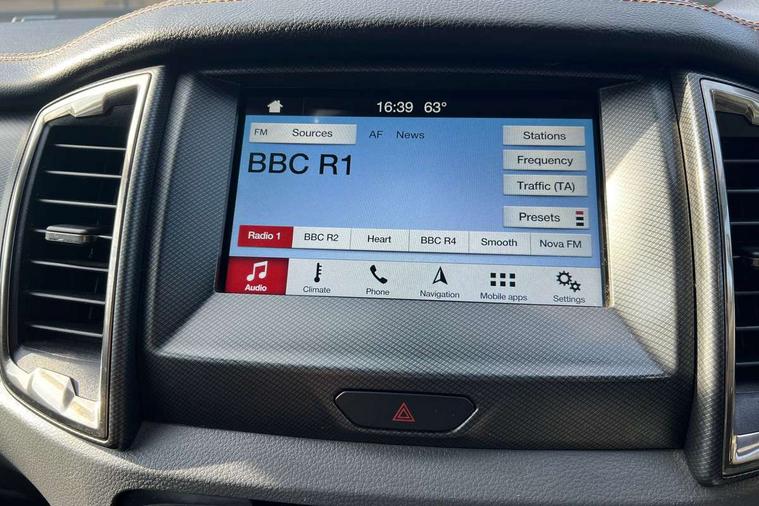 16:39 63°
FM Sources AF News Stations
BBC R1 Frequency
Traffic (TA)
Presets
Radio 1 BBC R2 Heart BBC R4 Smooth Nova FM
Audio Climate Phone Navigation Mobile apps Settings